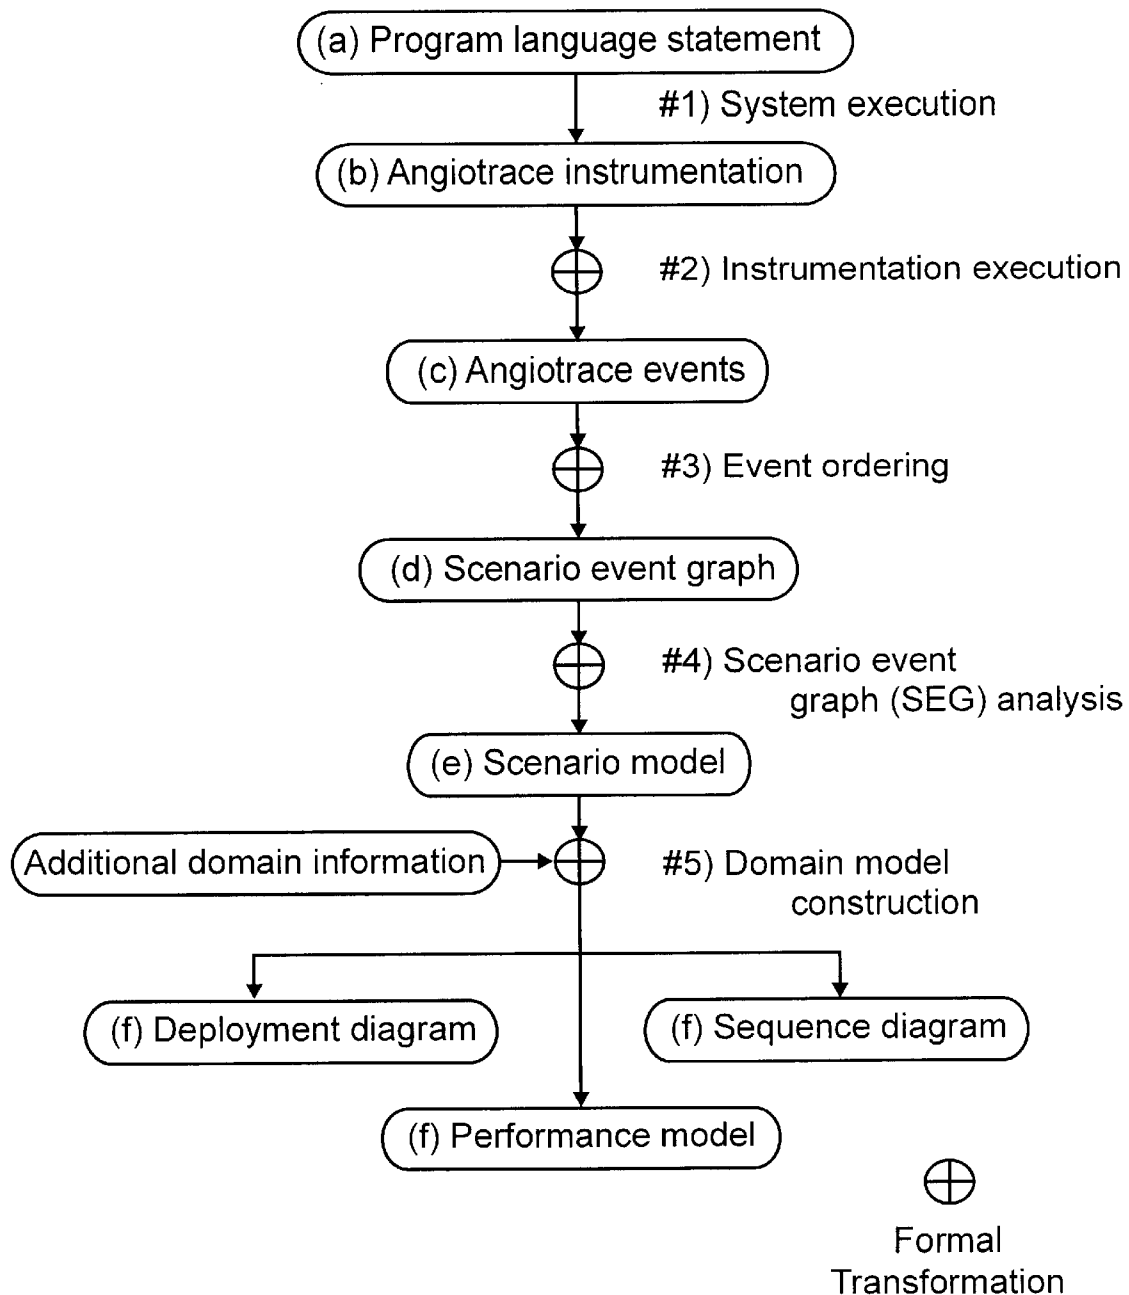 (a) Program language statement
#1) System execution
(b) Angiotrace instrumentation
#2) Instrumentation execution
(c) Angiotrace events
#3) Event ordering
(d) Scenario event graph
#4) Scenario event
graph (SEG) analysis
(e) Scenario model
Additional domain information
#5) Domain model
construction
(f) Deployment diagram
(f) Sequence diagram
(f) Performance model
Formal
Transformation